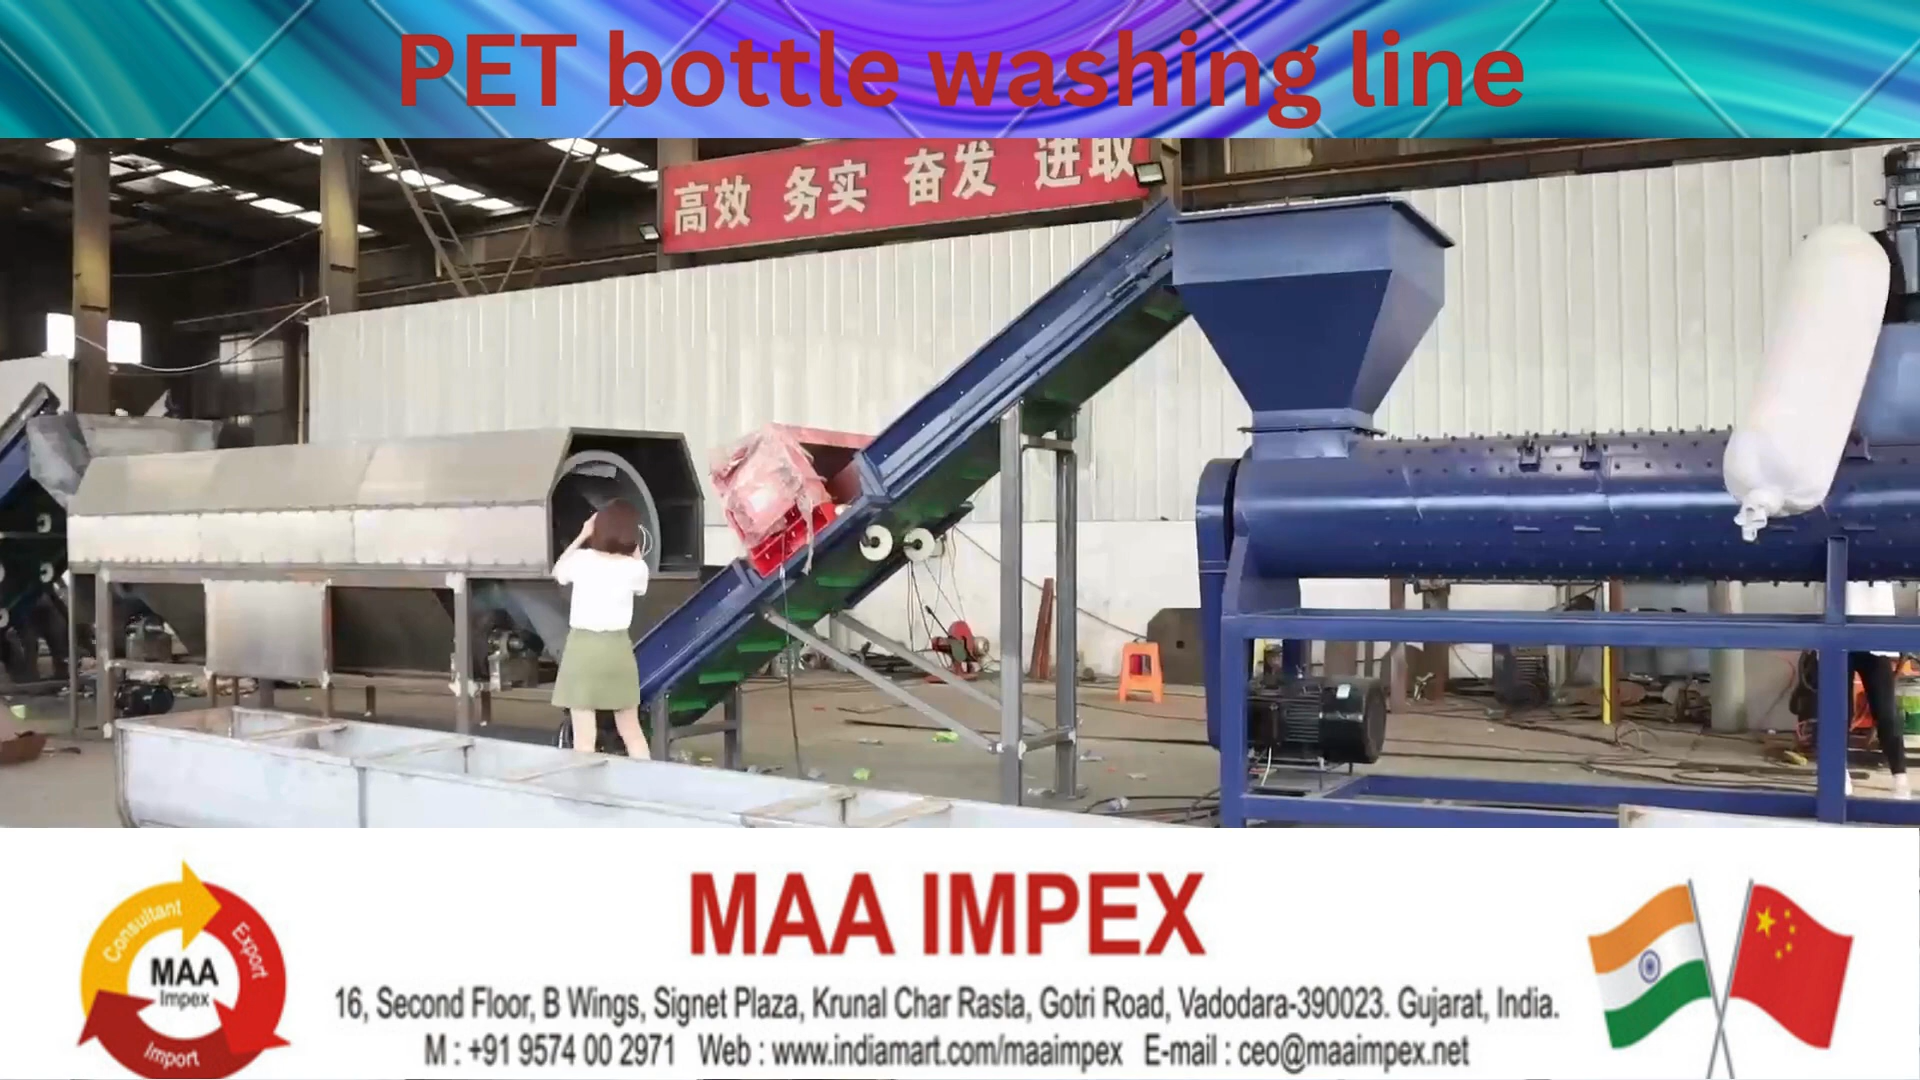 PET bottle washing line
高效 务实 奋发 进取
MAA IMPEX
Consultant
Export
MAA
Impex
Import
16, Second Floor, B Wings, Signet Plaza, Krunal Char Rasta, Gotri Road, Vadodara-390023. Gujarat, India.
M : +91 9574 00 2971 Web : www.indiamart.com/maaimpex E-mail : ceo@maaimpex.net